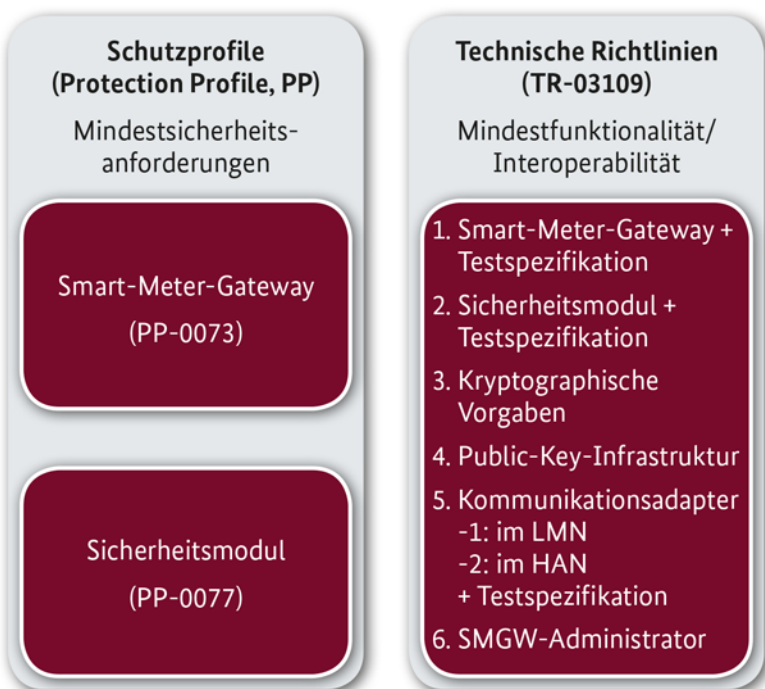 Schutzprofile
(Protection Profile, PP)
Mindestsicherheits-
anforderungen
Smart-Meter-Gateway
(PP-0073)
Sicherheitsmodul
(PP-0077)
Technische Richtlinien
(TR-03109)
Mindestfunktionalität/
Interoperabilität
1. Smart-Meter-Gateway +
Testspezifikation
2. Sicherheitsmodul +
Testspezifikation
3. Kryptographische
Vorgaben
4. Public-Key-Infrastruktur
5. Kommunikationsadapter
-1: im LMN
-2: im HAN
+ Testspezifikation
6. SMGW-Administrator